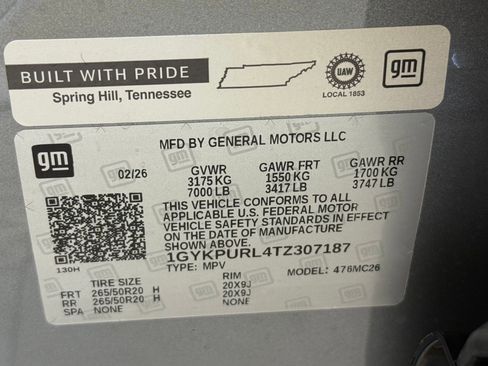 BUILT WITH PRIDE
Spring Hill, Tennessee
UAW
LOCAL 1853
gm
gm
MFD BY GENERAL MOTORS LLC
02/26 GVWR GAWR FRT GAWR RR
3175 KG 1550 KG 1700 KG
7000 LB 3417 LB 3747 LB
THIS VEHICLE CONFORMS TO ALL
APPLICABLE U.S. FEDERAL MOTOR
VEHICLE SAFETY STANDARDS IN EFFECT
ON THE DATE OF MANUFACTURE
SHOWN ABOVE
1GYKPURL4TZ307187
130H TYPE: MPV MODEL: 476MC26
TIRE SIZE RIM
FRT 265/50R20 H 20X9J
RR 265/50R20 H 20X9J
SPA NONE NONE